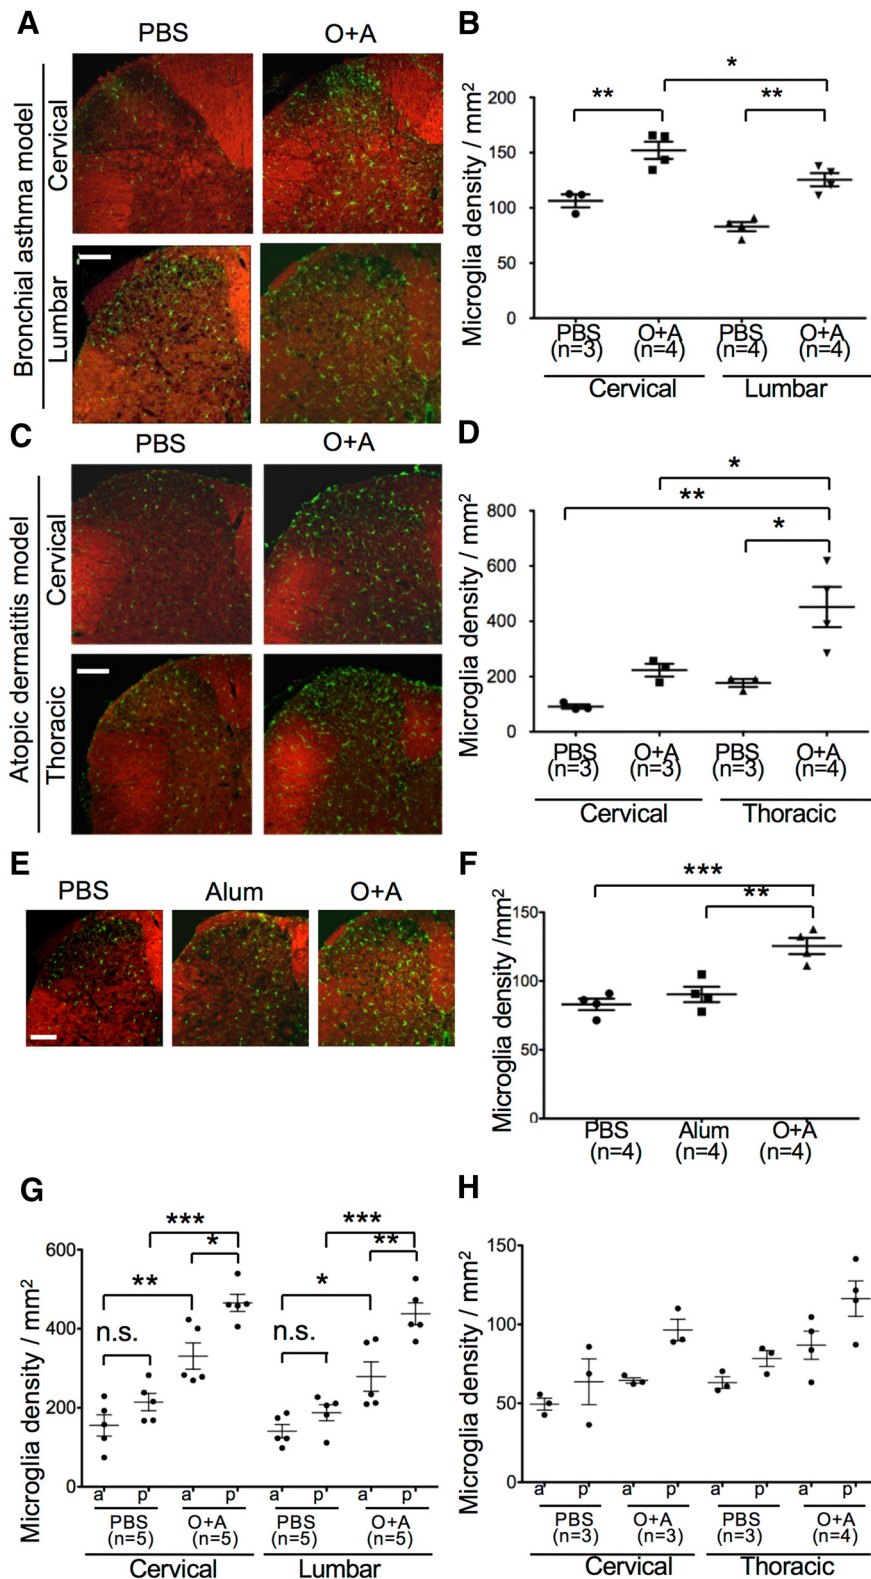 A
PBS
O+A
Bronchial asthma model
Cervical
Lumbar
B
Microglia density / mm2
200
150
100
50
0
**
*
**
PBS
O+A
PBS
O+A
(n=3)
(n=4)
(n=4)
(n=4)
Cervical
Lumbar
C
PBS
O+A
Atopic dermatitis model
Cervical
Thoracic
D
Microglia density / mm2
800
600
400
200
0
*
**
*
PBS
O+A
PBS
O+A
(n=3)
(n=3)
(n=3)
(n=4)
Cervical
Thoracic
E
PBS
Alum
O+A
F
Microglia density /mm2
150
100
50
0
***
**
PBS
Alum
O+A
(n=4)
(n=4)
(n=4)
G
Microglia density / mm2
600
400
200
0
***
*
**
n.s.
***
**
*
n.s.
a
p
a
p
a
p
a
p
PBS
O+A
PBS
O+A
(n=5)
(n=5)
(n=5)
(n=5)
Cervical
Lumbar
H
Microglia density / mm2
150
100
50
0
a
p
a
p
a
p
a
p
PBS
O+A
PBS
O+A
(n=3)
(n=3)
(n=3)
(n=4)
Cervical
Thoracic